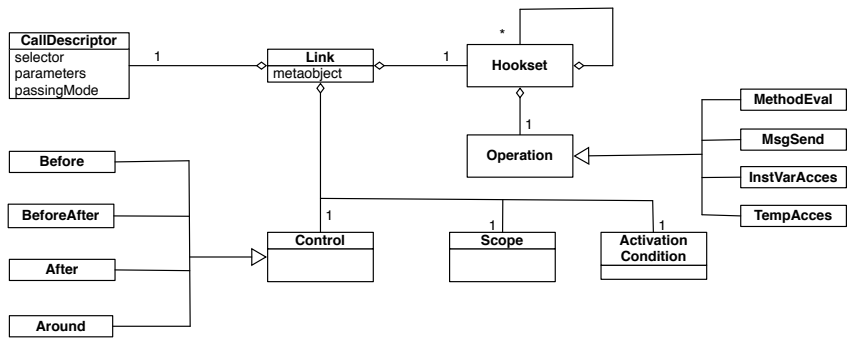 *
CallDescriptor
selector
parameters
passingMode
1
Link
metaobject
1
Hookset
MethodEval
1
Operation
MsgSend
Before
InstVarAcces
BeforeAfter
TempAcces
1
1
1
Control
Scope
Activation
Condition
After
Around